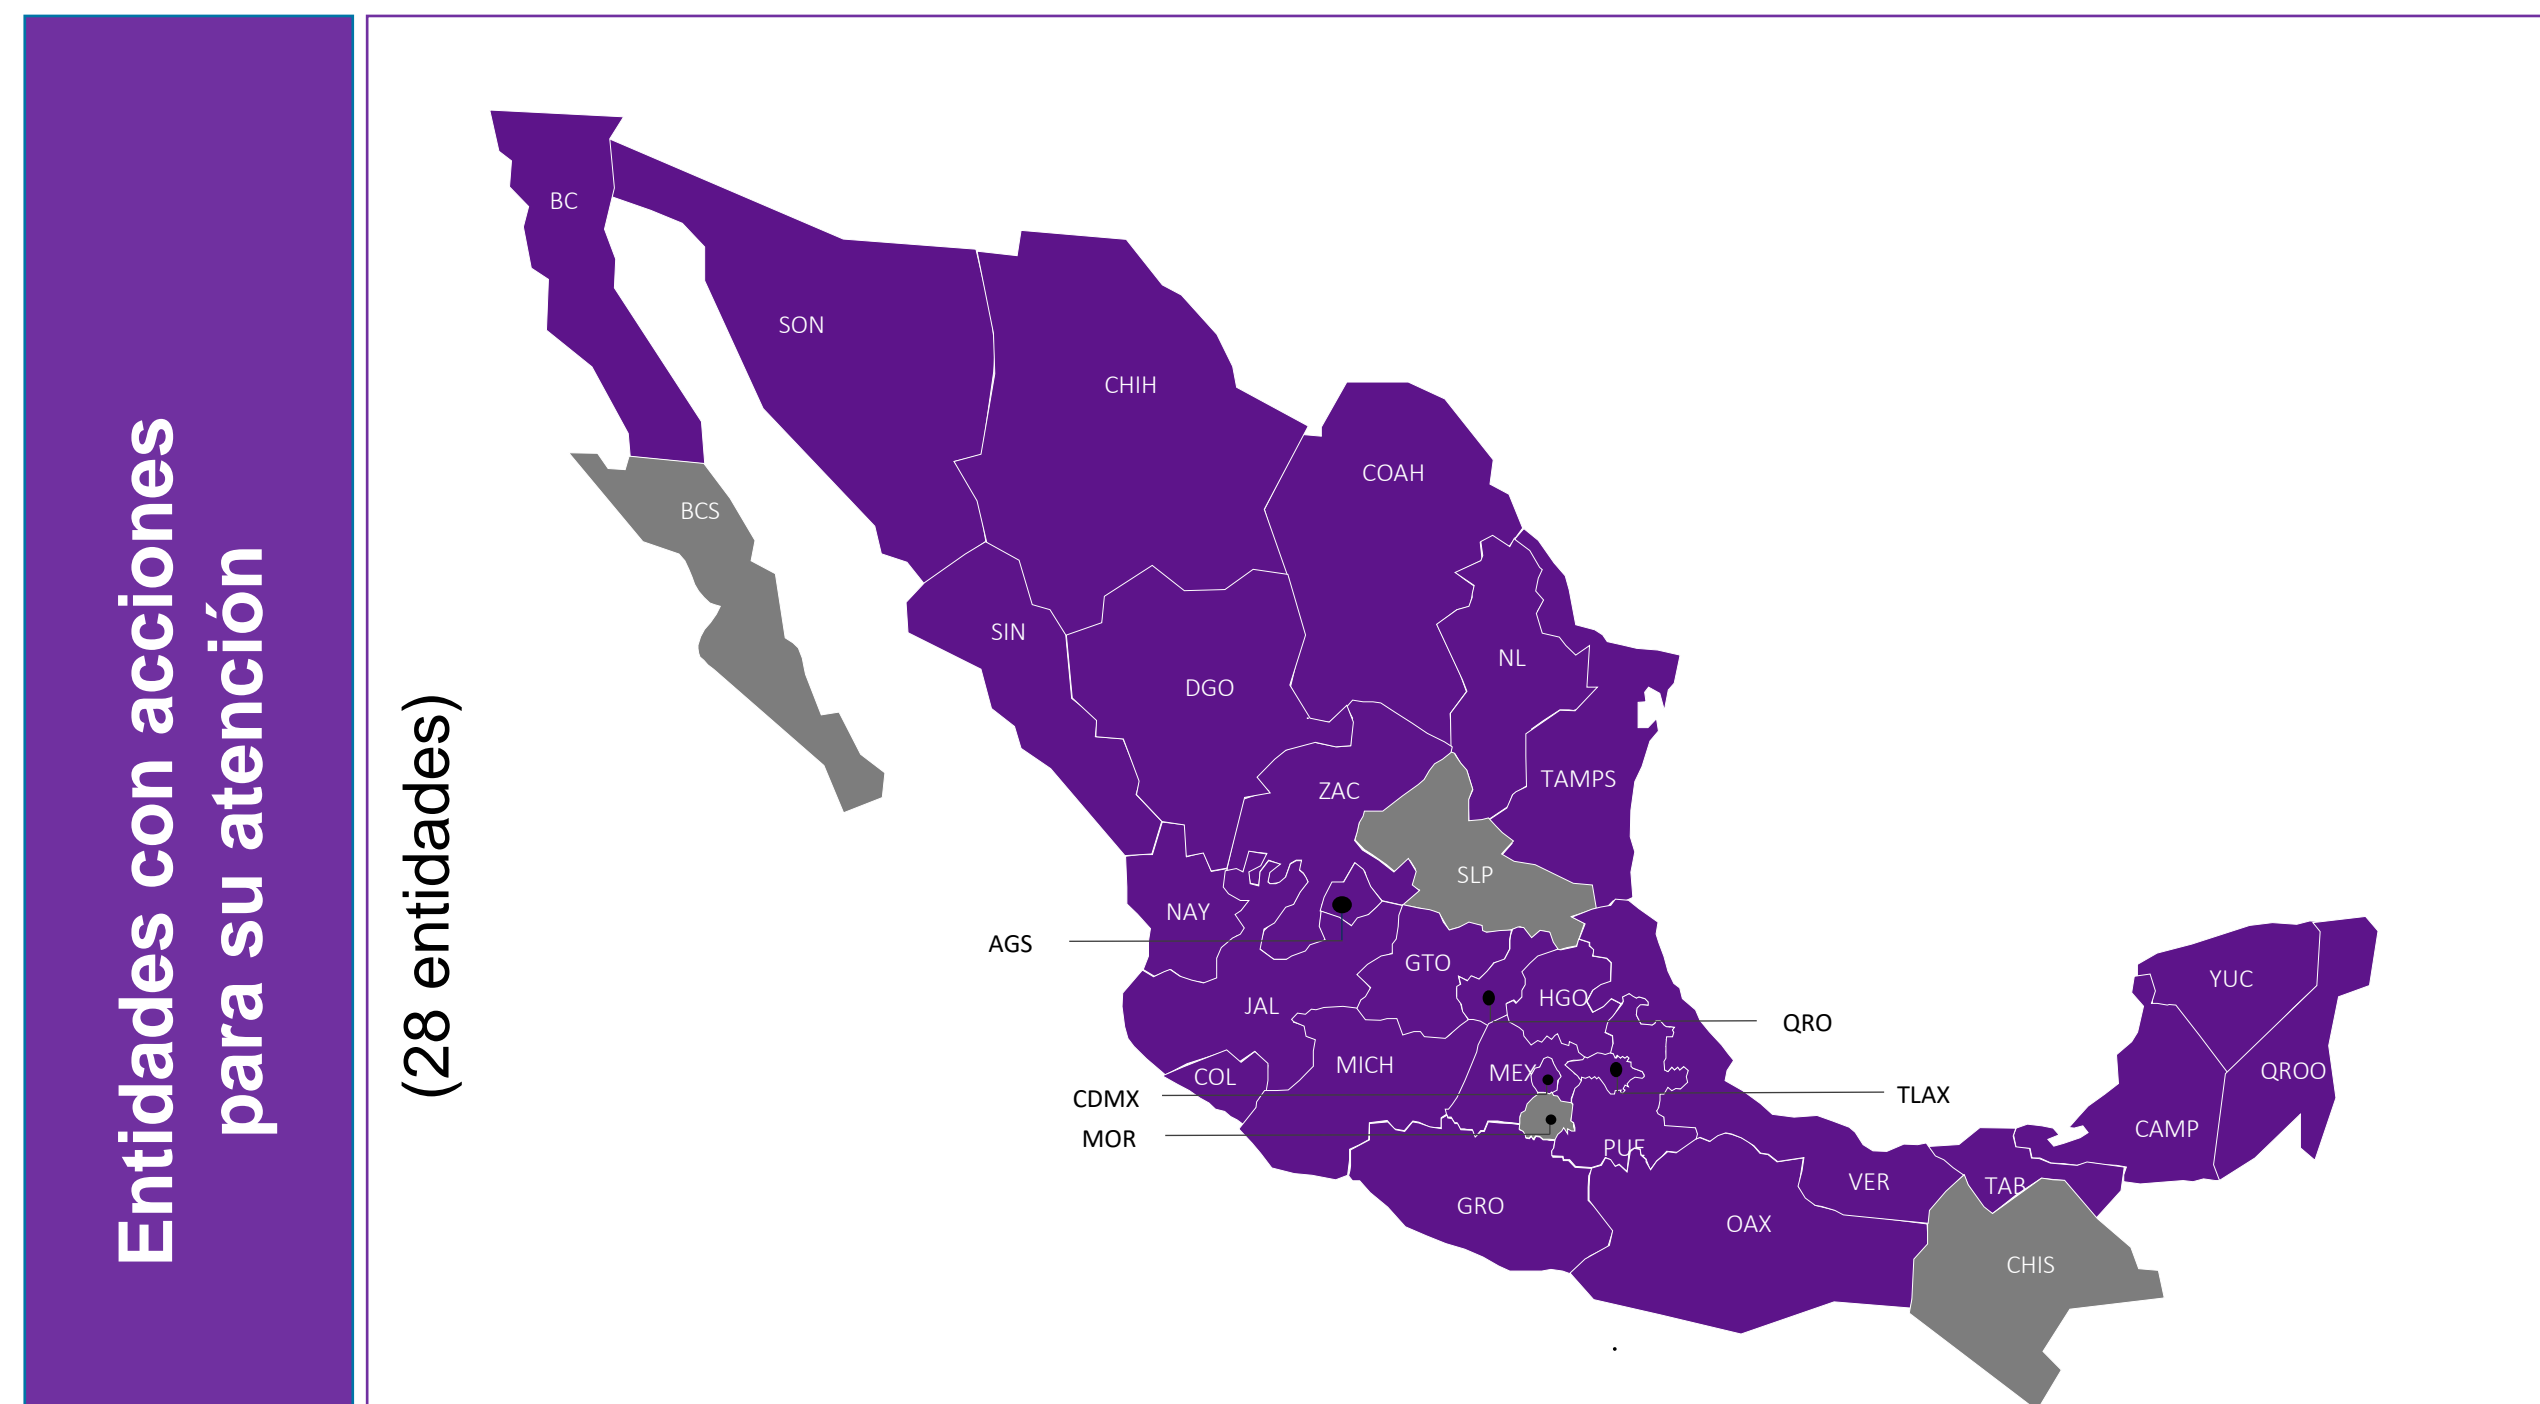 Entidades con acciones
para su atención
(28 entidades)
BC
SON
CHIH
COAH
BCS
SIN
NL
DGO
TAMPS
ZAC
SLP
NAY
AGS
GTO
YUC
HGO
JAL
QRO
MICH
MEX
QROO
COL
CDMX
TLAX
CAMP
MOR
VER
TAB
GRO
OAX
CHIS